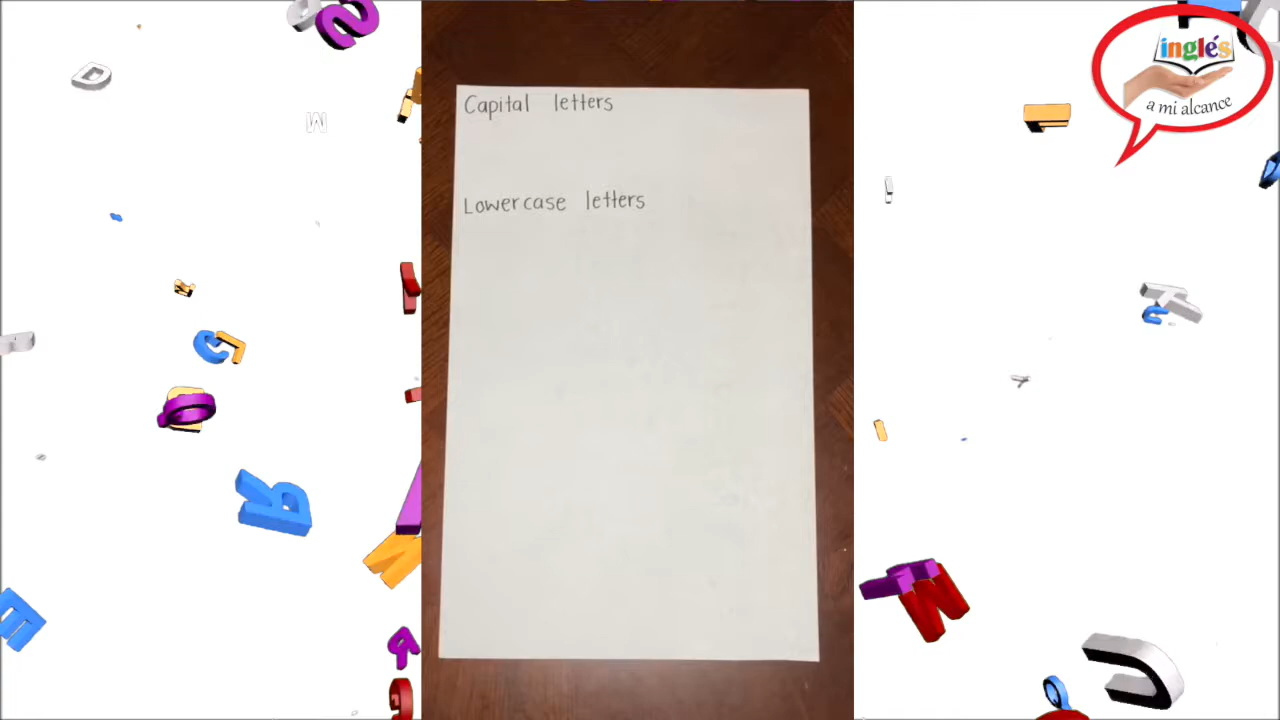 Capital letters
Lowercase letters
inglés
a mi alcance